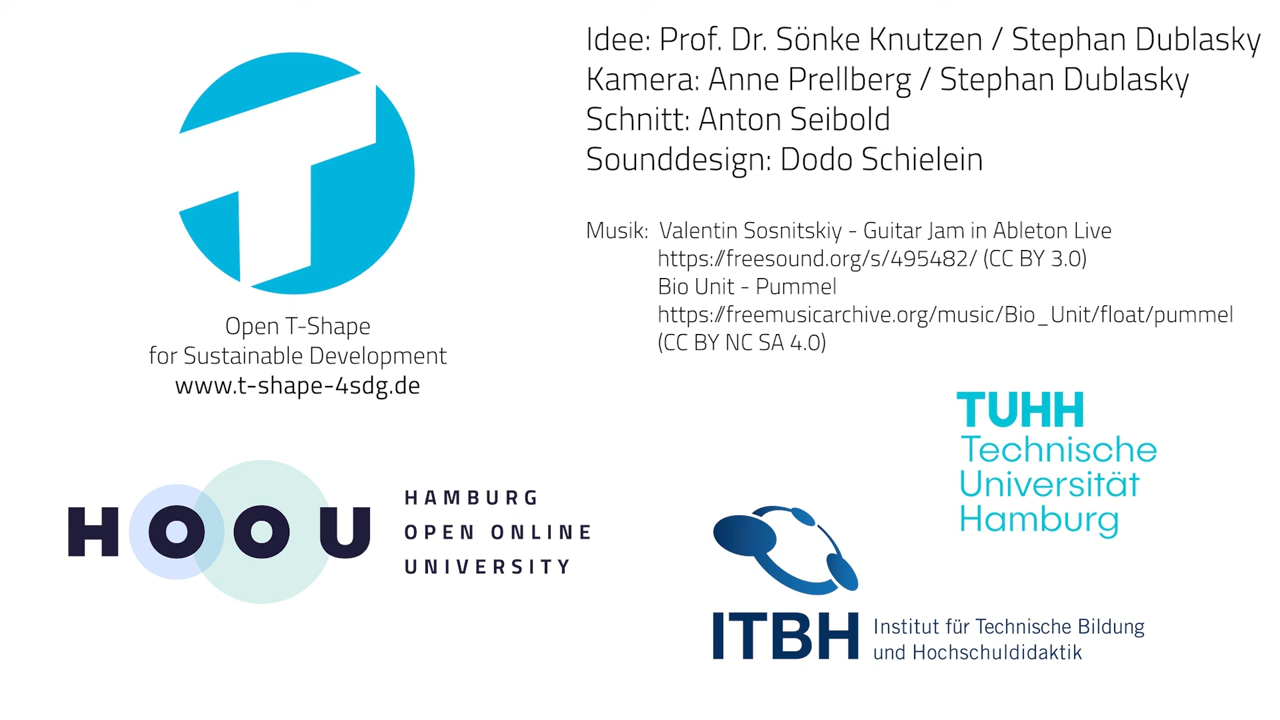 Idee: Prof. Dr. Sönke Knutzen / Stephan Dublasky
Kamera: Anne Prellberg / Stephan Dublasky
Schnitt: Anton Seibold
Sounddesign: Dodo Schielein
Musik: Valentin Sosnitskiy - Guitar Jam in Ableton Live
https://freesound.org/s/495482/ (CC BY 3.0)
Bio Unit - Pummel
https://freemusicarchive.org/music/Bio_Unit/float/pummel
(CC BY NC SA 4.0)
T
Open T-Shape
for Sustainable Development
www.t-shape-4sdg.de
HOOU
HAMBURG
OPEN ONLINE
UNIVERSITY
TUHH
Technische
Universität
Hamburg
ITBH
Institut für Technische Bildung
und Hochschuldidaktik